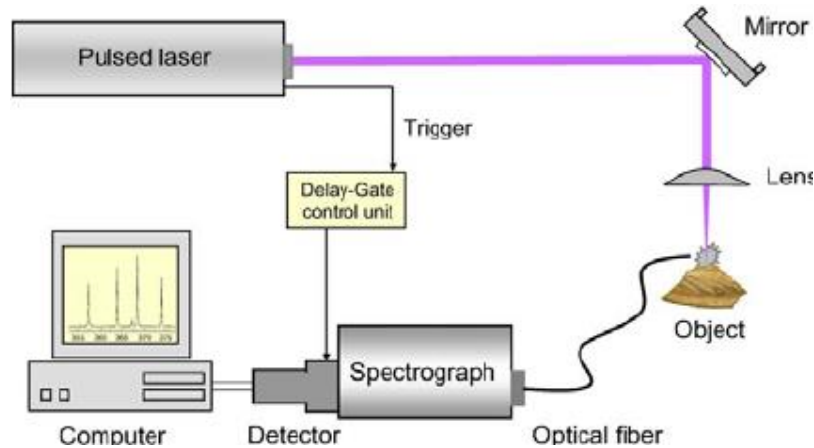 Pulsed laser
Mirror
Trigger
Lens
Delay-Gate
control unit
Object
Spectrograph
Computer
Detector
Optical fiber